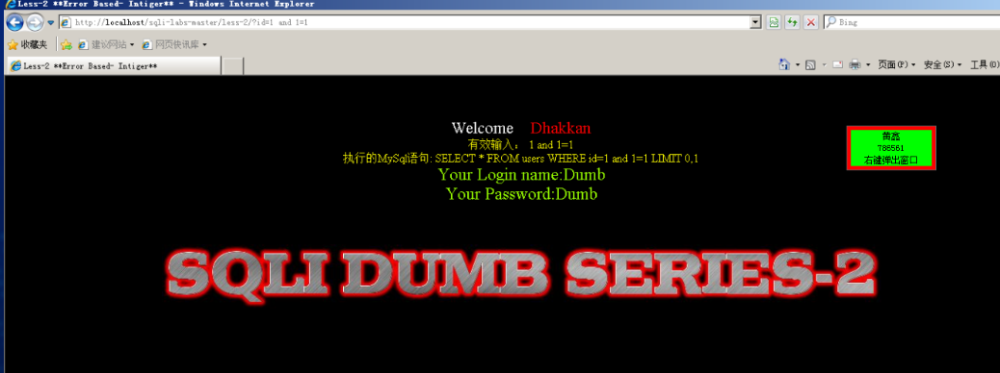 Less-2 **Error Based- Intiger** - Windows Internet Explorer
http://localhost/sqli-labs-master/less-2/?id=1 and 1=1
Bing
收藏夹 建议网站 网页快讯库
Less-2 **Error Based- Intiger**
页面(P) 安全(S) 工具(O)
Welcome Dhakkan
有效输入: 1 and 1=1
执行的MySql语句: SELECT * FROM users WHERE id=1 and 1=1 LIMIT 0,1
Your Login name:Dumb
Your Password:Dumb
786561
右键弹出窗口
SQLI DUMB SERIES-2